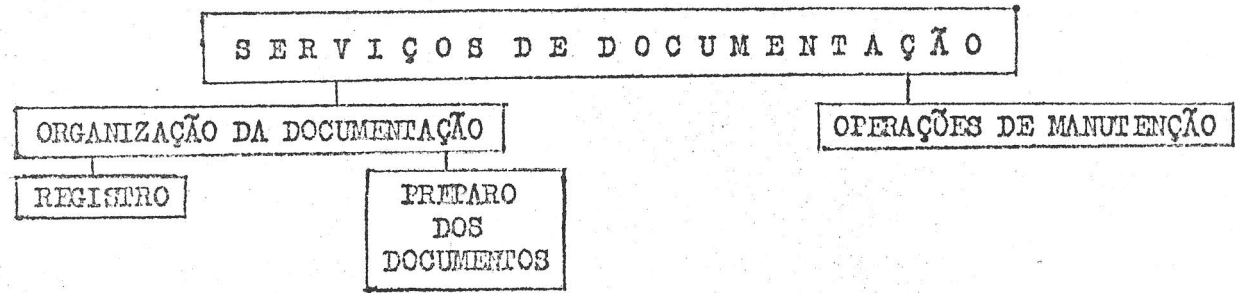 SERVIÇOS DE DOCUMENTAÇÃO
ORGANIZAÇÃO DA DOCUMENTAÇÃO
OPERAÇÕES DE MANUTENÇÃO
REGISTRO
PREPARO
DOS
DOCUMENTOS